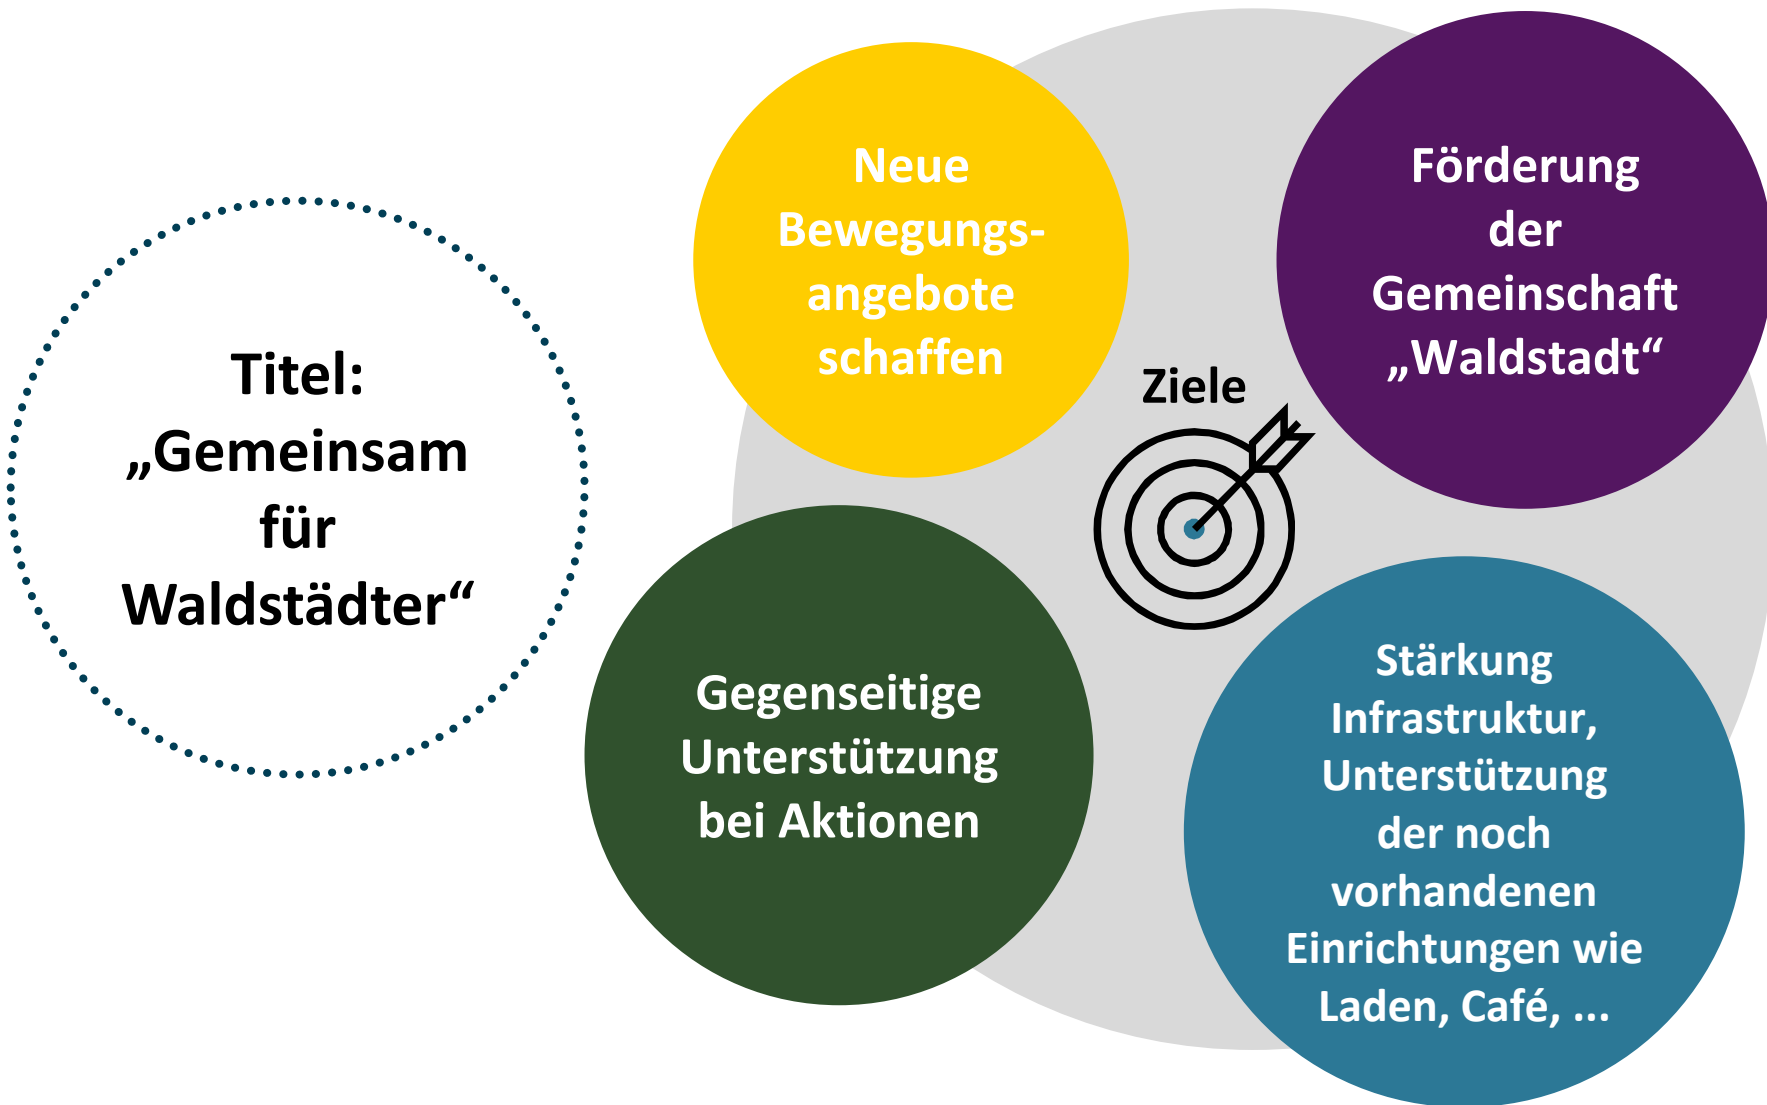 Titel:
„Gemeinsam
für
Waldstädter“
Neue
Bewegungs-
angebote
schaffen
Förderung
der
Gemeinschaft
„Waldstadt“
Ziele
Gegenseitige
Unterstützung
bei Aktionen
Stärkung
Infrastruktur,
Unterstützung
der noch
vorhandenen
Einrichtungen wie
Laden, Café, ...